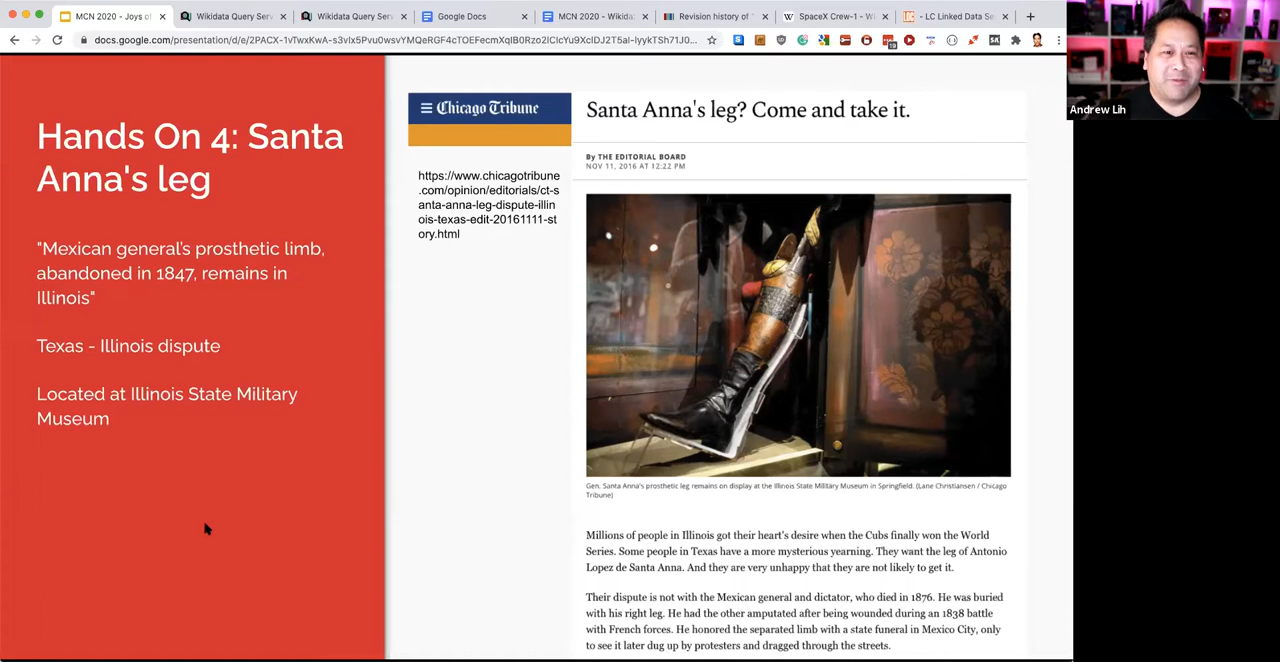 MCN 2020 - Joys of
Wikidata Query Serv
Wikidata Query Serv
Google Docs
MCN 2020 - Wikida
Revision history of
SpaceX Crew-1 - Wi
- LC Linked Data Se
docs.google.com/presentation/d/e/
Andrew Lih
Hands On 4: Santa
Anna's leg
"Mexican general's prosthetic limb,
abandoned in 1847, remains in
Illinois"
Texas - Illinois dispute
Located at Illinois State Military
Museum
Chicago Tribune
https://www.chicagotribune
.com/opinion/editorials/ct-s
anta-anna-leg-dispute-illin
ois-texas-edit-20161111-st
ory.html
Santa Anna's leg? Come and take it.
By THE EDITORIAL BOARD
NOV 11, 2016 AT 12:22 PM
Gen. Santa Anna's prosthetic leg remains on display at the Illinois State Military Museum in Springfield. (Lane Christiansen / Chicago
Tribune)
Millions of people in Illinois got their heart's desire when the Cubs finally won the World
Series. Some people in Texas have a more mysterious yearning. They want the leg of Antonio
Lopez de Santa Anna. And they are very unhappy that they are not likely to get it.
Their dispute is not with the Mexican general and dictator, who died in 1876. He was buried
with his right leg. He had the other amputated after being wounded during an 1838 battle
with French forces. He honored the separated limb with a state funeral in Mexico City, only
to see it later dug up by protesters and dragged through the streets.